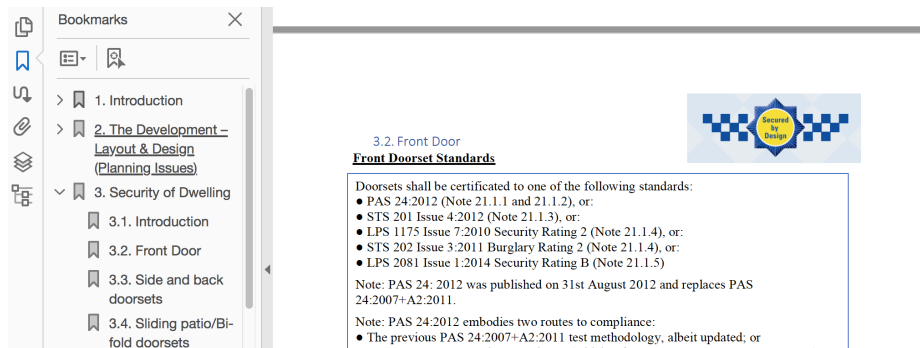 Bookmarks
1. Introduction
2. The Development –
Layout & Design
(Planning Issues)
3. Security of Dwelling
3.1. Introduction
3.2. Front Door
3.3. Side and back
doorsets
3.4. Sliding patio/Bi-
fold doorsets
Secured
by
Design
3.2. Front Door
Front Doorset Standards
Doorsets shall be certificated to one of the following standards:
● PAS 24:2012 (Note 21.1.1 and 21.1.2), or:
● STS 201 Issue 4:2012 (Note 21.1.3), or:
● LPS 1175 Issue 7:2010 Security Rating 2 (Note 21.1.4), or:
● STS 202 Issue 3:2011 Burglary Rating 2 (Note 21.1.4), or:
● LPS 2081 Issue 1:2014 Security Rating B (Note 21.1.5)
Note: PAS 24: 2012 was published on 31st August 2012 and replaces PAS
24:2007+A2:2011.
Note: PAS 24:2012 embodies two routes to compliance:
● The previous PAS 24:2007+A2:2011 test methodology, albeit updated; or